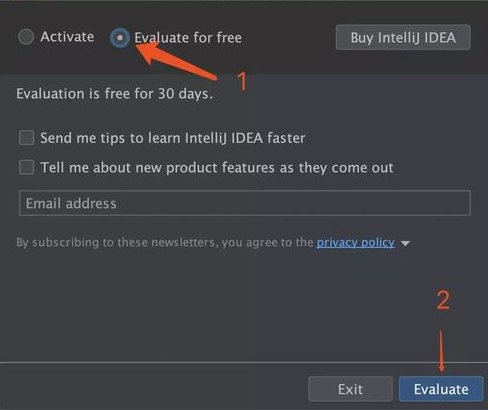 Activate Evaluate for free Buy IntelliJ IDEA
1
Evaluation is free for 30 days.
Send me tips to learn IntelliJ IDEA faster
Tell me about new product features as they come out
Email address
By subscribing to these newsletters, you agree to the privacy policy
2
Exit Evaluate